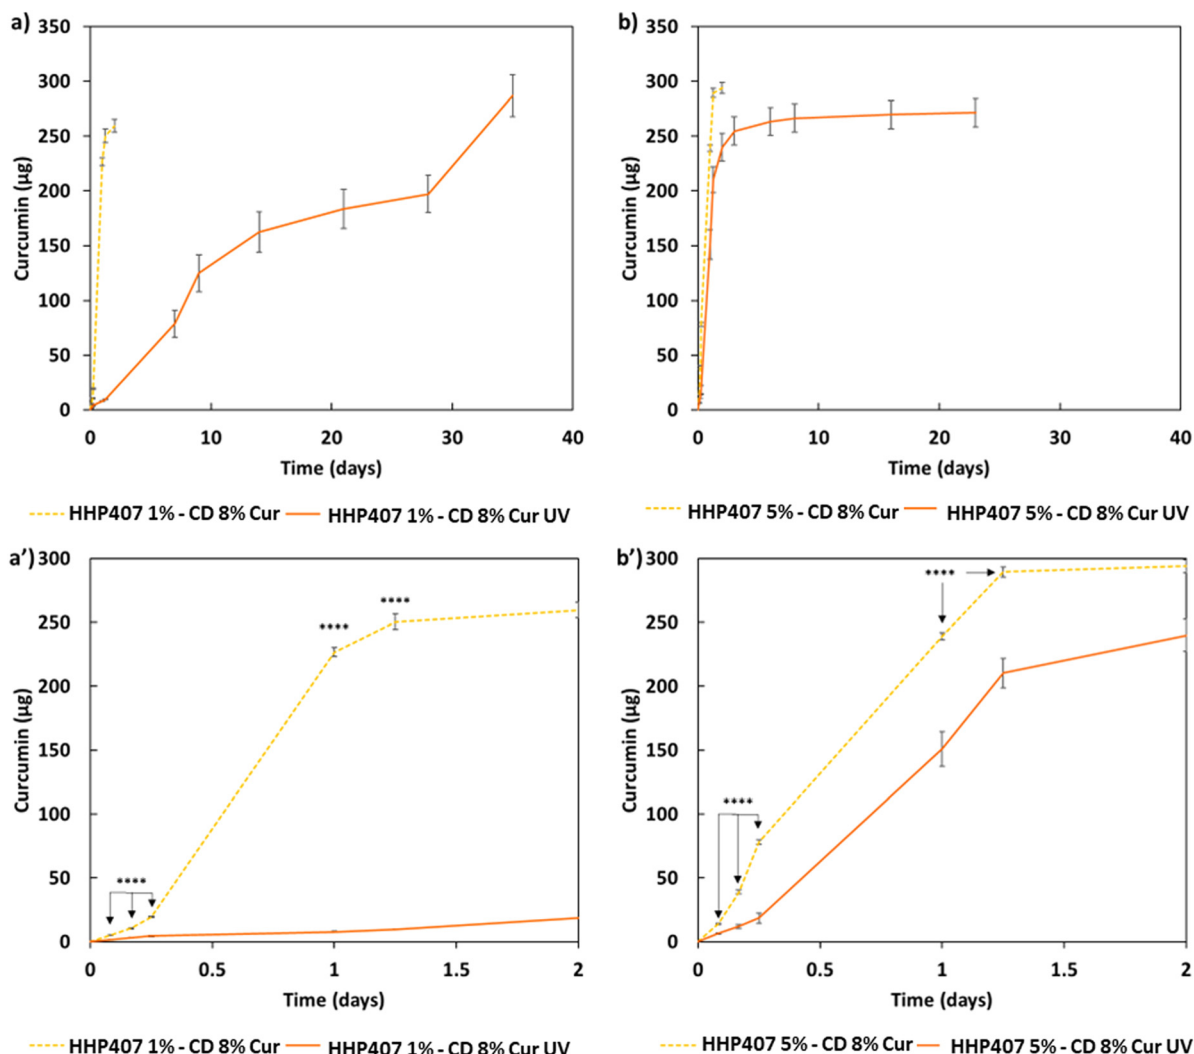 a)
350
300
250
200
150
100
50
0
Curcumin (µg)
0 10 20 30 40
Time (days)
HHP407 1% - CD 8% Cur HHP407 1% - CD 8% Cur UV
b)
350
300
250
200
150
100
50
0
Curcumin (µg)
0 10 20 30 40
Time (days)
HHP407 5% - CD 8% Cur HHP407 5% - CD 8% Cur UV
a')
300
250
200
150
100
50
0
Curcumin (µg)
****
****
****
0 0.5 1 1.5 2
Time (days)
HHP407 1% - CD 8% Cur HHP407 1% - CD 8% Cur UV
b')
300
250
200
150
100
50
0
Curcumin (µg)
****
****
0 0.5 1 1.5 2
Time (days)
HHP407 5% - CD 8% Cur HHP407 5% - CD 8% Cur UV